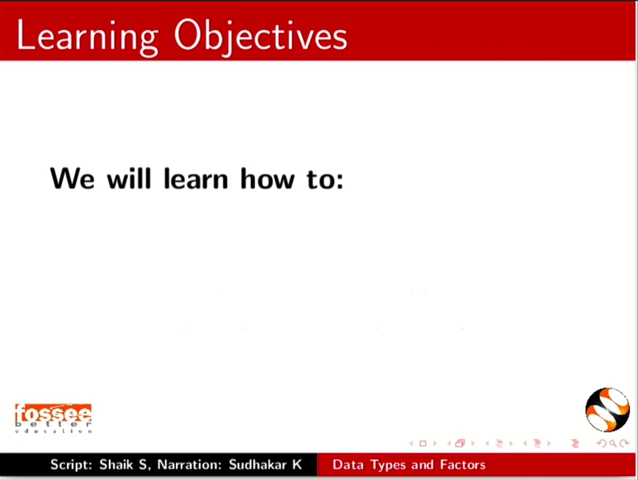 Learning Objectives
We will learn how to:
fossee
better
education
Script: Shaik S, Narration: Sudhakar K
Data Types and Factors